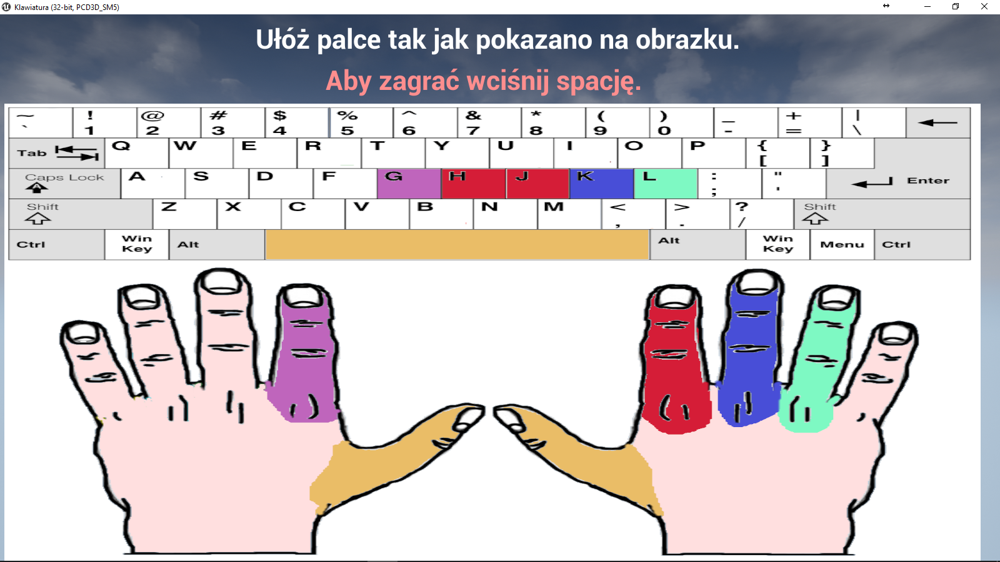 Klawiatura (32-bit, PCD3D_SM5)
Ułóż palce tak jak pokazano na obrazku.
Aby zagrać wciśnij spację.
~ ! @ # $ % ^ & * ( ) _ + |
` 1 2 3 4 5 6 7 8 9 0 - = \
Tab Q W E R T Y U I O P { }
[ ]
Caps Lock A S D F G H J K L : "
; ' Enter
Shift Z X C V B N M < > ? Shift
, . /
Ctrl Win Key Alt Alt Win Key Menu Ctrl